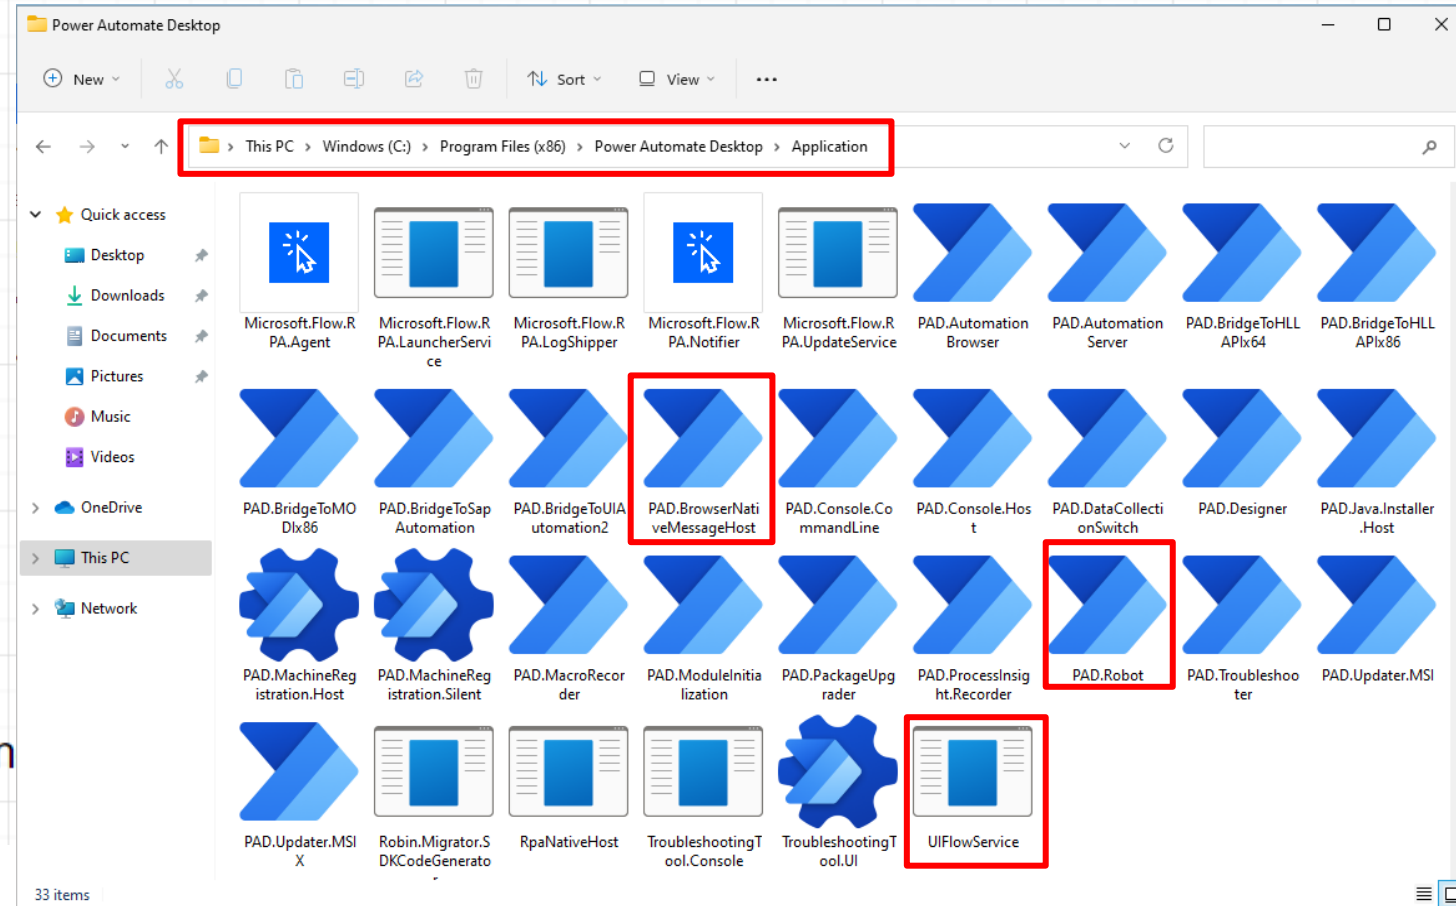 Power Automate Desktop
New
Sort
View
This PC > Windows (C:) > Program Files (x86) > Power Automate Desktop > Application
Quick access
Desktop
Downloads
Documents
Pictures
Music
Videos
OneDrive
This PC
Network
Microsoft.Flow.R
PA.Agent
Microsoft.Flow.R
PA.LauncherServi
ce
Microsoft.Flow.R
PA.LogShipper
Microsoft.Flow.R
PA.Notifier
Microsoft.Flow.R
PA.UpdateService
PAD.Automation
Browser
PAD.Automation
Server
PAD.BridgeToHLL
APIx64
PAD.BridgeToHLL
APIx86
PAD.BridgeToMO
DIx86
PAD.BridgeToSap
Automation
PAD.BridgeToUIA
utomation2
PAD.BrowserNati
veMessageHost
PAD.Console.Co
mmandLine
PAD.Console.Hos
t
PAD.DataCollecti
onSwitch
PAD.Designer
PAD.Java.Installer
.Host
PAD.MachineReg
istration.Host
PAD.MachineReg
istration.Silent
PAD.MacroRecor
der
PAD.ModuleInitia
lization
PAD.PackageUpg
rader
PAD.ProcessInsig
ht.Recorder
PAD.Robot
PAD.Troubleshoo
ter
PAD.Updater.MSI
PAD.Updater.MSI
X
Robin.Migrator.S
DKCodeGenerato
RpaNativeHost
TroubleshootingT
ool.Console
TroubleshootingT
ool.UI
UIFlowService
33 items